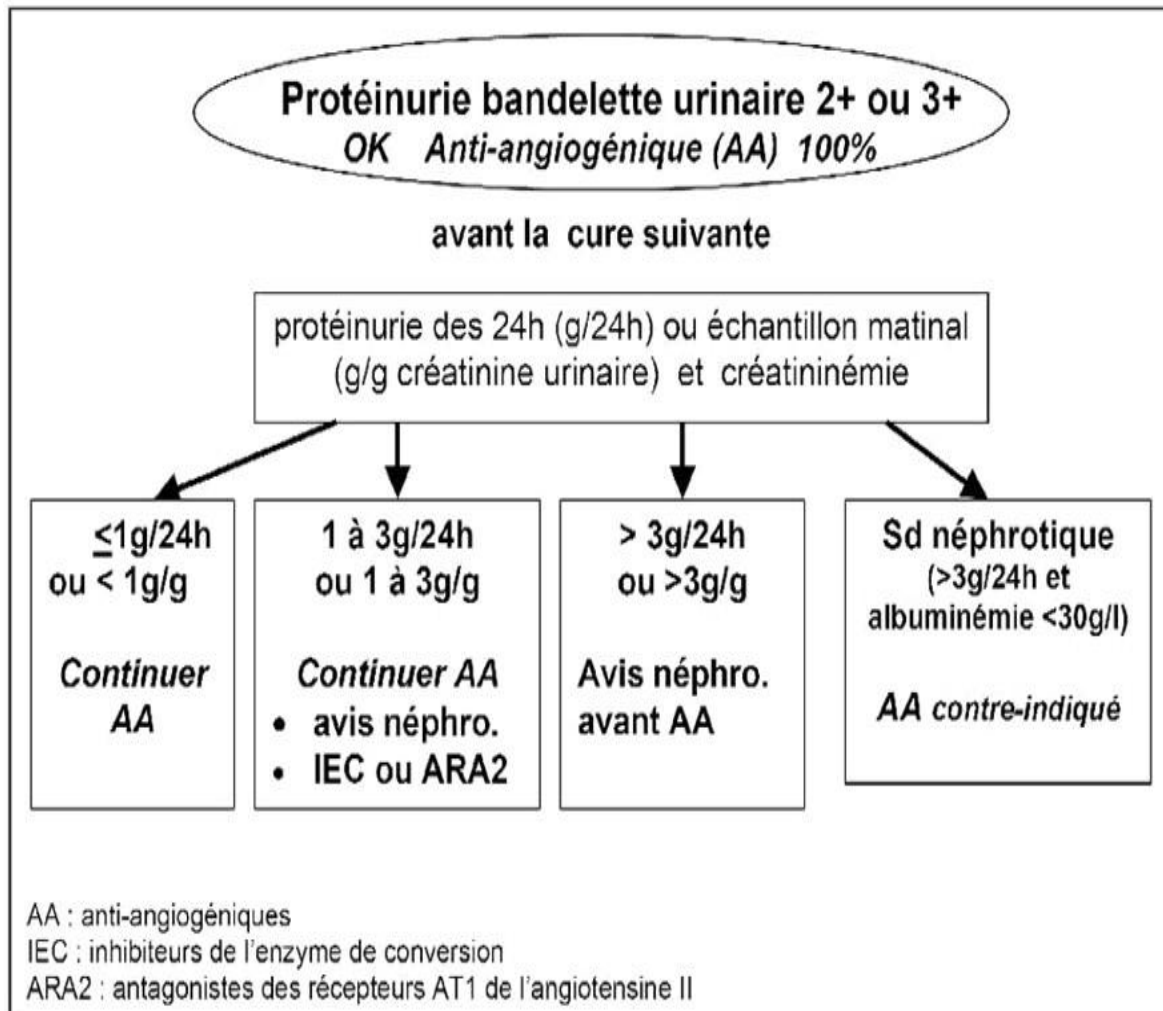 Protéinurie bandelette urinaire 2+ ou 3+
OK Anti-angiogénique (AA) 100%
avant la cure suivante
protéinurie des 24h (g/24h) ou échantillon matinal
(g/g créatinine urinaire) et créatininémie
≤1g/24h
ou < 1g/g
Continuer
AA
1 à 3g/24h
ou 1 à 3g/g
Continuer AA
• avis néphro.
• IEC ou ARA2
> 3g/24h
ou >3g/g
Avis néphro.
avant AA
Sd néphrotique
(>3g/24h et
albuminémie <30g/l)
AA contre-indiqué
AA : anti-angiogéniques
IEC : inhibiteurs de l'enzyme de conversion
ARA2 : antagonistes des récepteurs AT1 de l'angiotensine II